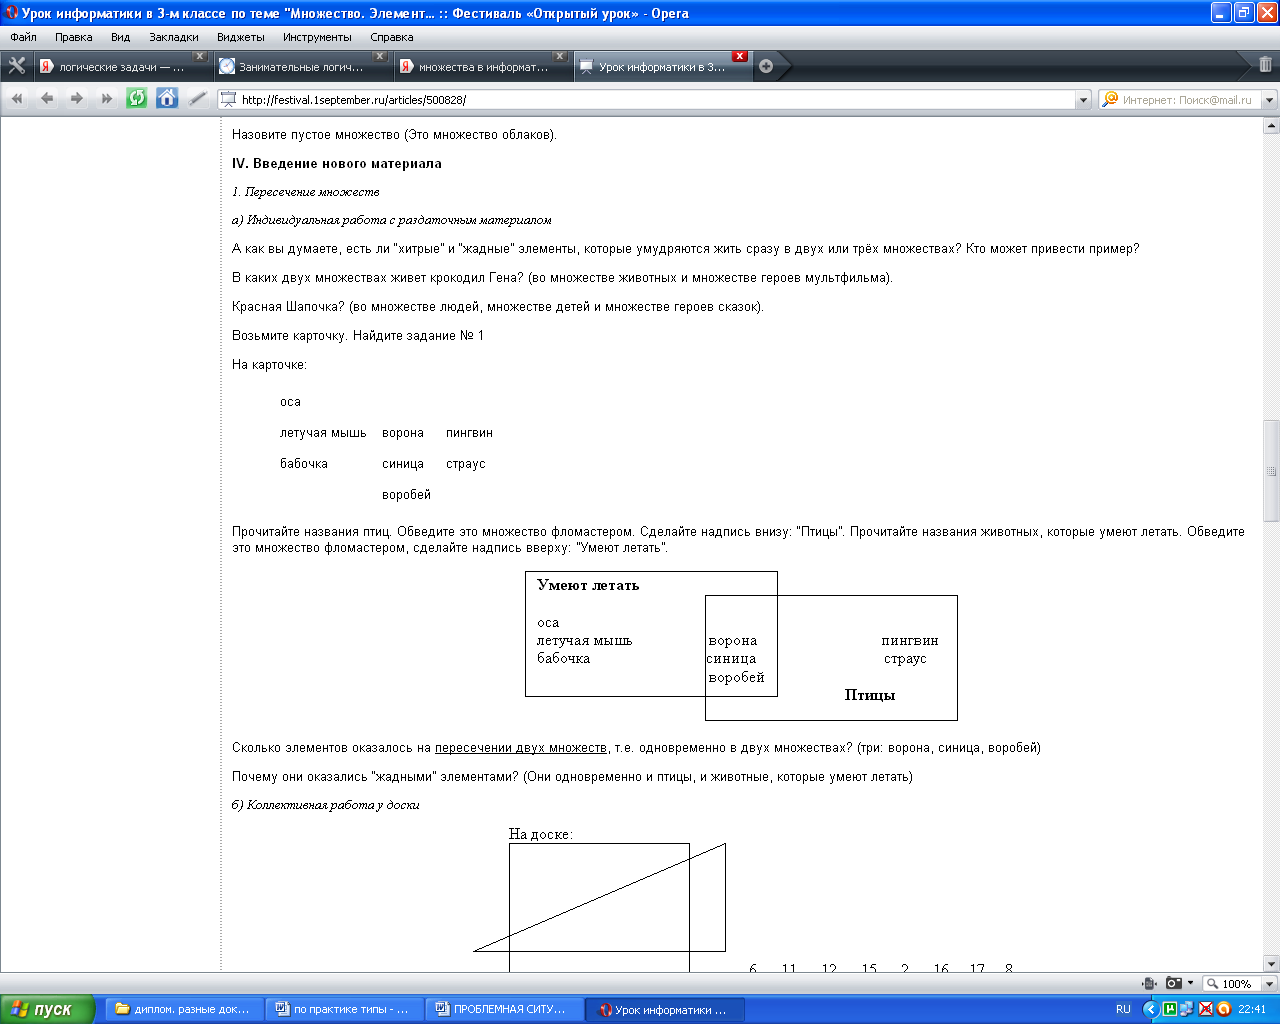 Урок информатики в 3-м классе по теме "Множество. Элемент... :: Фестиваль «Открытый урок» - Opera
Файл Правка Вид Закладки Виджеты Инструменты Справка
логические задачи — ... Занимательные логич... множества в информат... Урок информатики в 3...
http://festival.1september.ru/articles/500828/ Интернет: Поиск@mail.ru
Назовите пустое множество (Это множество облаков).
IV. Введение нового материала
1. Пересечение множеств
а) Индивидуальная работа с раздаточным материалом
А как вы думаете, есть ли "хитрые" и "жадные" элементы, которые умудряются жить сразу в двух или трёх множествах? Кто может привести пример?
В каких двух множествах живет крокодил Гена? (во множестве животных и множестве героев мультфильма).
Красная Шапочка? (во множестве людей, множестве детей и множестве героев сказок).
Возьмите карточку. Найдите задание № 1
На карточке:
оса
летучая мышь ворона пингвин
бабочка синица страус
воробей
Прочитайте названия птиц. Обведите это множество фломастером. Сделайте надпись внизу: "Птицы". Прочитайте названия животных, которые умеют летать. Обведите
это множество фломастером, сделайте надпись вверху: "Умеют летать".
Умеют летать
оса
летучая мышь ворона пингвин
бабочка синица страус
воробей
Птицы
Сколько элементов оказалось на пересечении двух множеств, т.е. одновременно в двух множествах? (три: ворона, синица, воробей)
Почему они оказались "жадными" элементами? (Они одновременно и птицы, и животные, которые умеют летать)
б) Коллективная работа у доски
На доске:
6 11 12 15 2 16 17 8
100%
пуск диплом. разные док... по практике типы - ... ПРОБЛЕМНАЯ СИТУ... Урок информатики ... RU 22:41